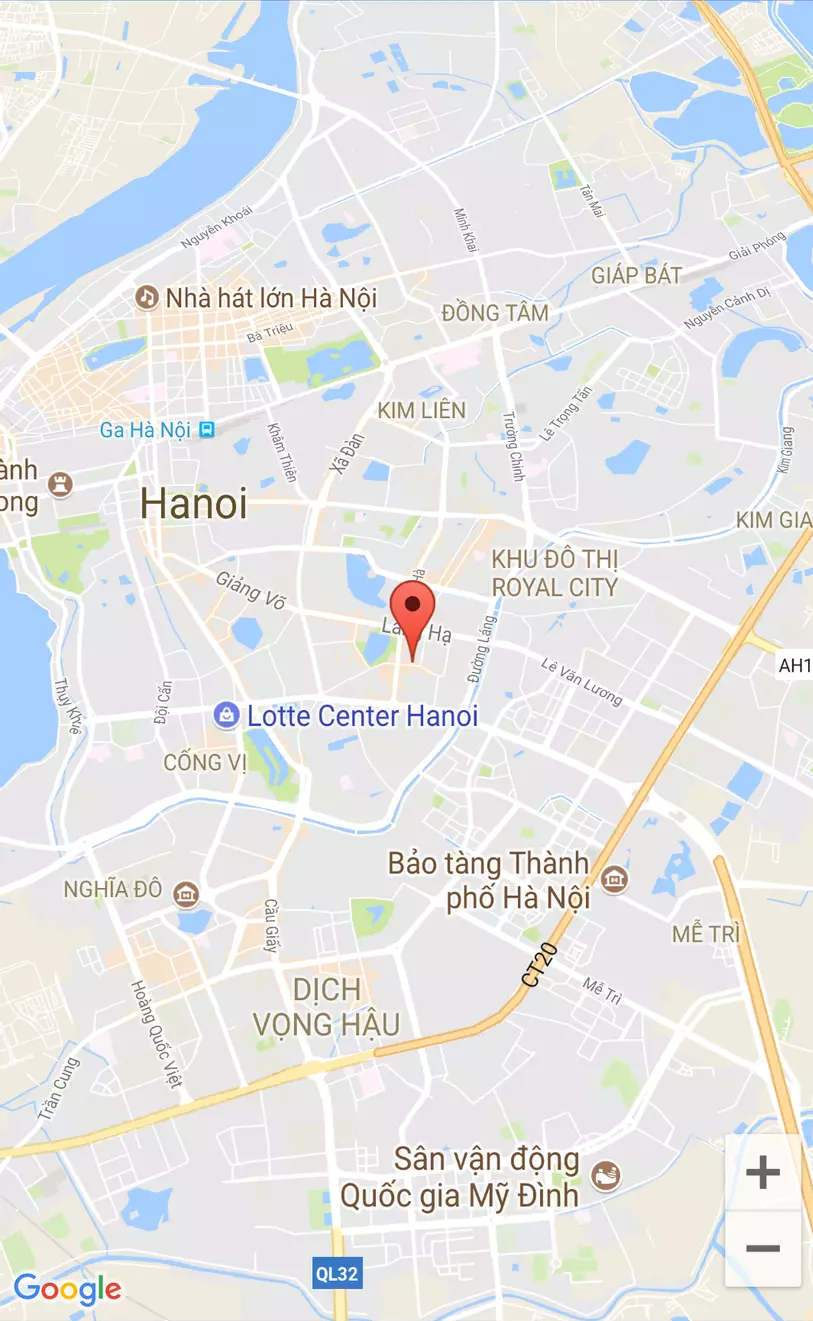 Nguyễn Khoái
Minh Khai
Tân Mai
Giải Phóng
GIÁP BÁT
Nhà hát lớn Hà Nội
Nguyễn Cảnh Dị
ĐỒNG TÂM
Bà Triệu
KIM LIÊN
Lê Trọng Tấn
Ga Hà Nội
Khâm Thiên
Xã Đàn
Trường Chinh
Kim Giang
ành
ong
Hanoi
KIM GIA
KHU ĐÔ THỊ
ROYAL CITY
Giảng Võ
Hà
Hạ
Đường Láng
AH1
Lê Văn Lương
Thụy Khuê
Đội Cấn
Lotte Center Hanoi
CỐNG VỊ
Bảo tàng Thành
phố Hà Nội
NGHĨA ĐÔ
Cầu Giấy
MỄ TRÌ
CT20
DỊCH
VỌNG HẬU
Mễ Trì
Hoàng Quốc Việt
Trần Cung
Sân vận động
Quốc gia Mỹ Đình
+
−
QL32
Google